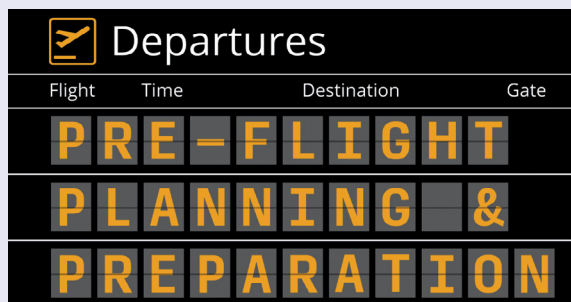 Departures
Flight Time Destination Gate
PRE-FLIGHT
PLANNING &
PREPARATION